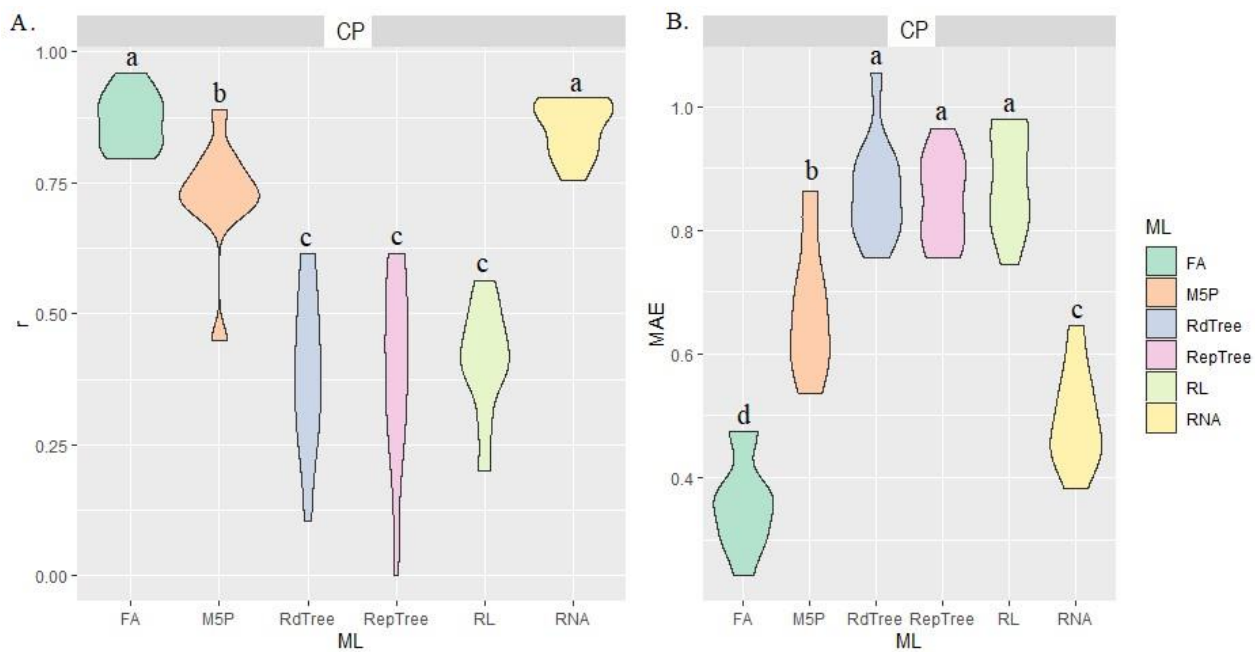 A.
CP
1.00
0.75
0.50
0.25
0.00
r
a
b
c
c
c
a
FA M5P RdTree RepTree RL RNA
ML
B.
CP
1.0
0.8
0.6
0.4
MAE
d
b
a
a
a
c
FA M5P RdTree RepTree RL RNA
ML
ML
FA
M5P
RdTree
RepTree
RL
RNA